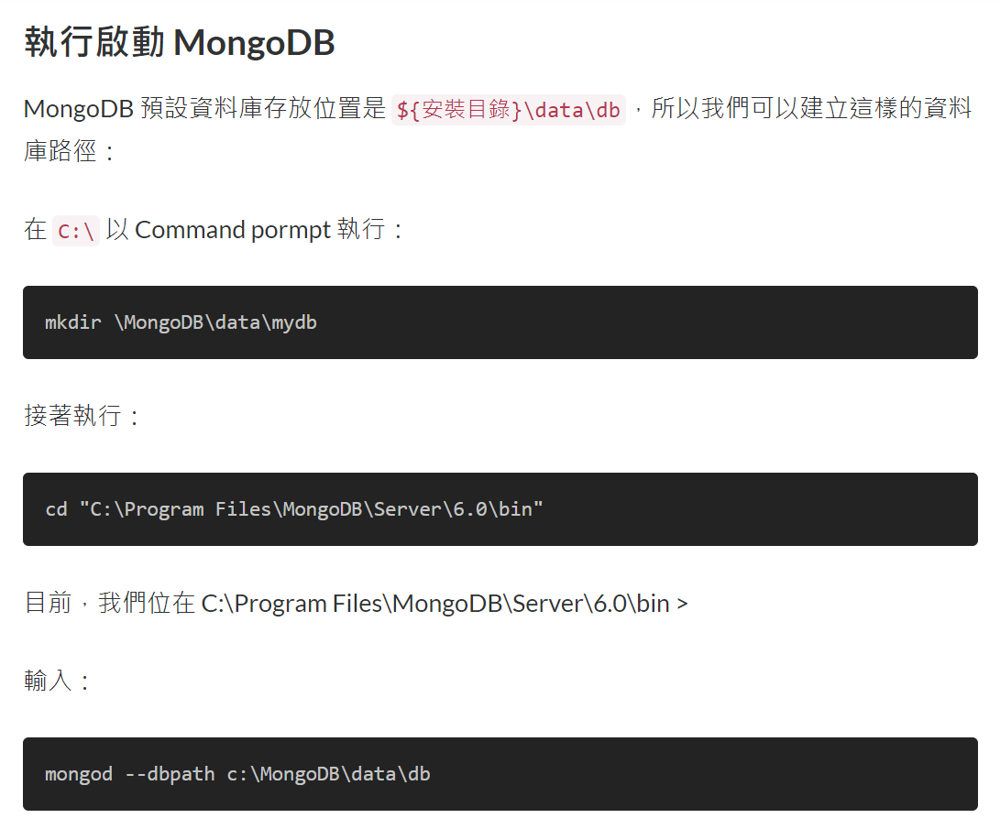 執行啟動 MongoDB
MongoDB 預設資料庫存放位置是 ${安裝目錄}\data\db，所以我們可以建立這樣的資料
庫路徑：
在 C:\ 以 Command pormpt 執行：
mkdir \MongoDB\data\mydb
接著執行：
cd "C:\Program Files\MongoDB\Server\6.0\bin"
目前，我們位在 C:\Program Files\MongoDB\Server\6.0\bin >
輸入：
mongod --dbpath c:\MongoDB\data\db